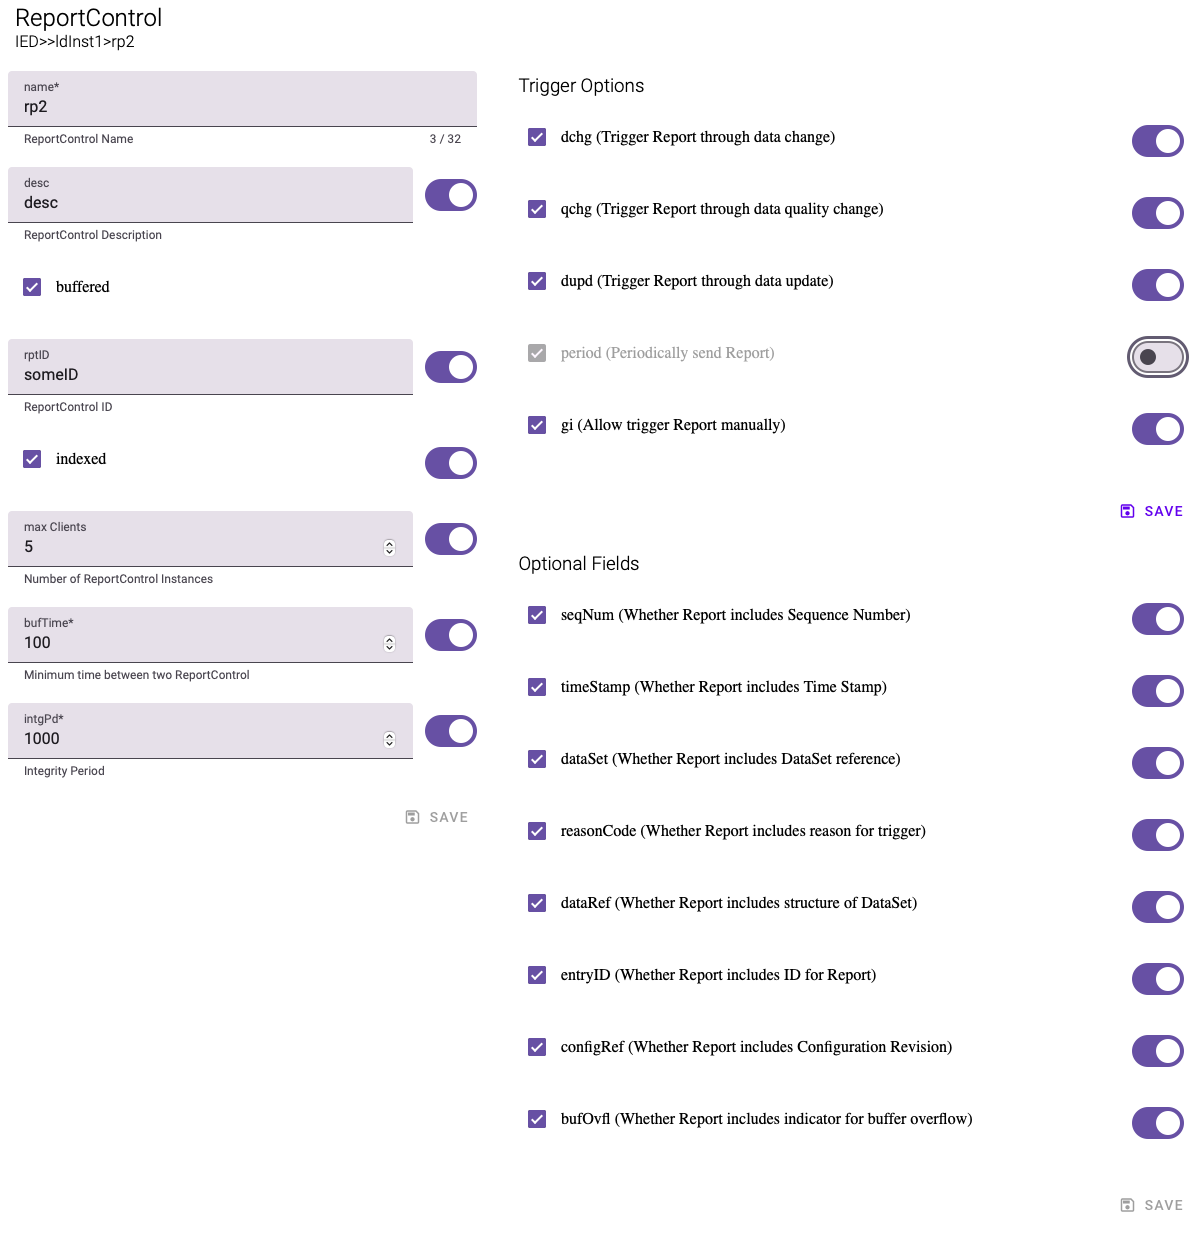 ReportControl
IED>>ldInst1>rp2
name*
rp2
ReportControl Name 3 / 32
desc
desc
ReportControl Description
buffered
rptID
someID
ReportControl ID
indexed
max Clients
5
Number of ReportControl Instances
bufTime*
100
Minimum time between two ReportControl
intgPd*
1000
Integrity Period
SAVE
Trigger Options
dchg (Trigger Report through data change)
qchg (Trigger Report through data quality change)
dupd (Trigger Report through data update)
period (Periodically send Report)
gi (Allow trigger Report manually)
SAVE
Optional Fields
seqNum (Whether Report includes Sequence Number)
timeStamp (Whether Report includes Time Stamp)
dataSet (Whether Report includes DataSet reference)
reasonCode (Whether Report includes reason for trigger)
dataRef (Whether Report includes structure of DataSet)
entryID (Whether Report includes ID for Report)
configRef (Whether Report includes Configuration Revision)
bufOvfl (Whether Report includes indicator for buffer overflow)
SAVE